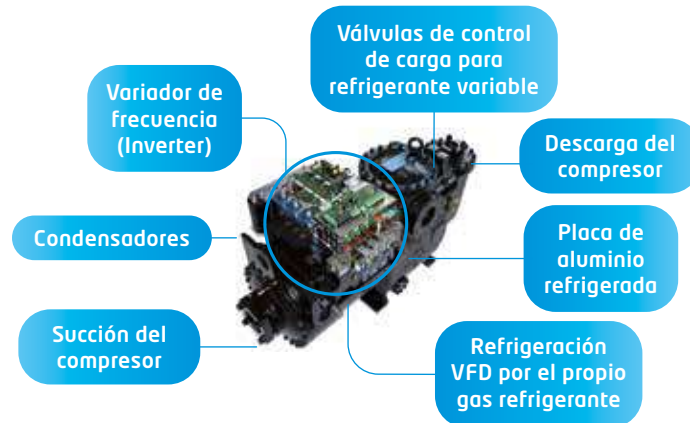 Válvulas de control
de carga para
refrigerante variable
Variador de
frecuencia
(Inverter)
Descarga del
compresor
Condensadores
Placa de
aluminio
refrigerada
Succión del
compresor
Refrigeración
VFD por el propio
gas refrigerante